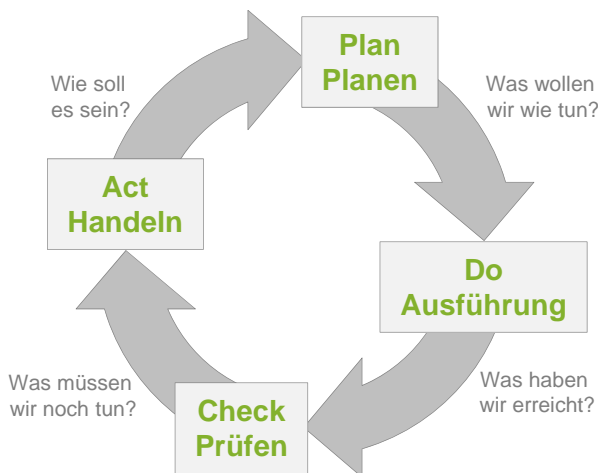 Plan
Planen
Was wollen
wir wie tun?
Do
Ausführung
Was haben
wir erreicht?
Check
Prüfen
Was müssen
wir noch tun?
Act
Handeln
Wie soll
es sein?